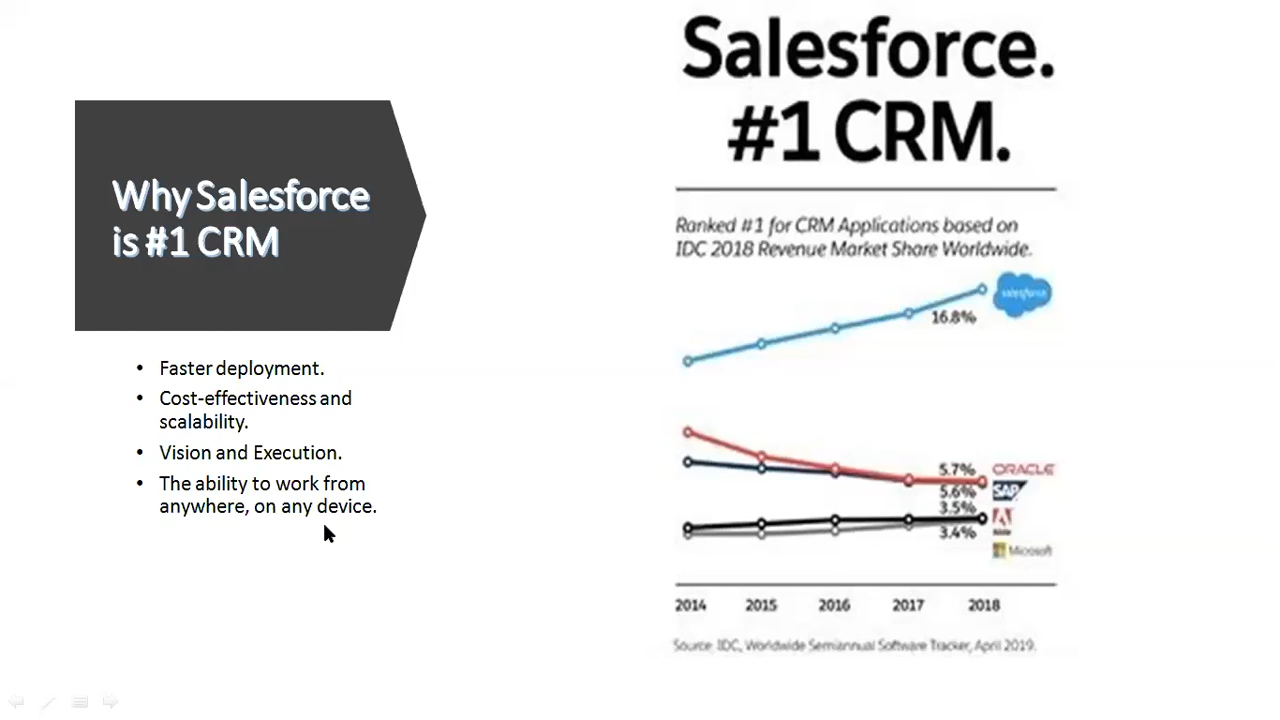 Why Salesforce
is #1 CRM
• Faster deployment.
• Cost-effectiveness and
scalability.
• Vision and Execution.
• The ability to work from
anywhere, on any device.
Salesforce.
#1 CRM.
Ranked #1 for CRM Applications based on
IDC 2018 Revenue Market Share Worldwide.
salesforce
16.8%
5.7% ORACLE
5.6% SAP
3.5%
3.4%
Microsoft
2014 2015 2016 2017 2018
Source: IDC, Worldwide Semiannual Software Tracker, April 2019.